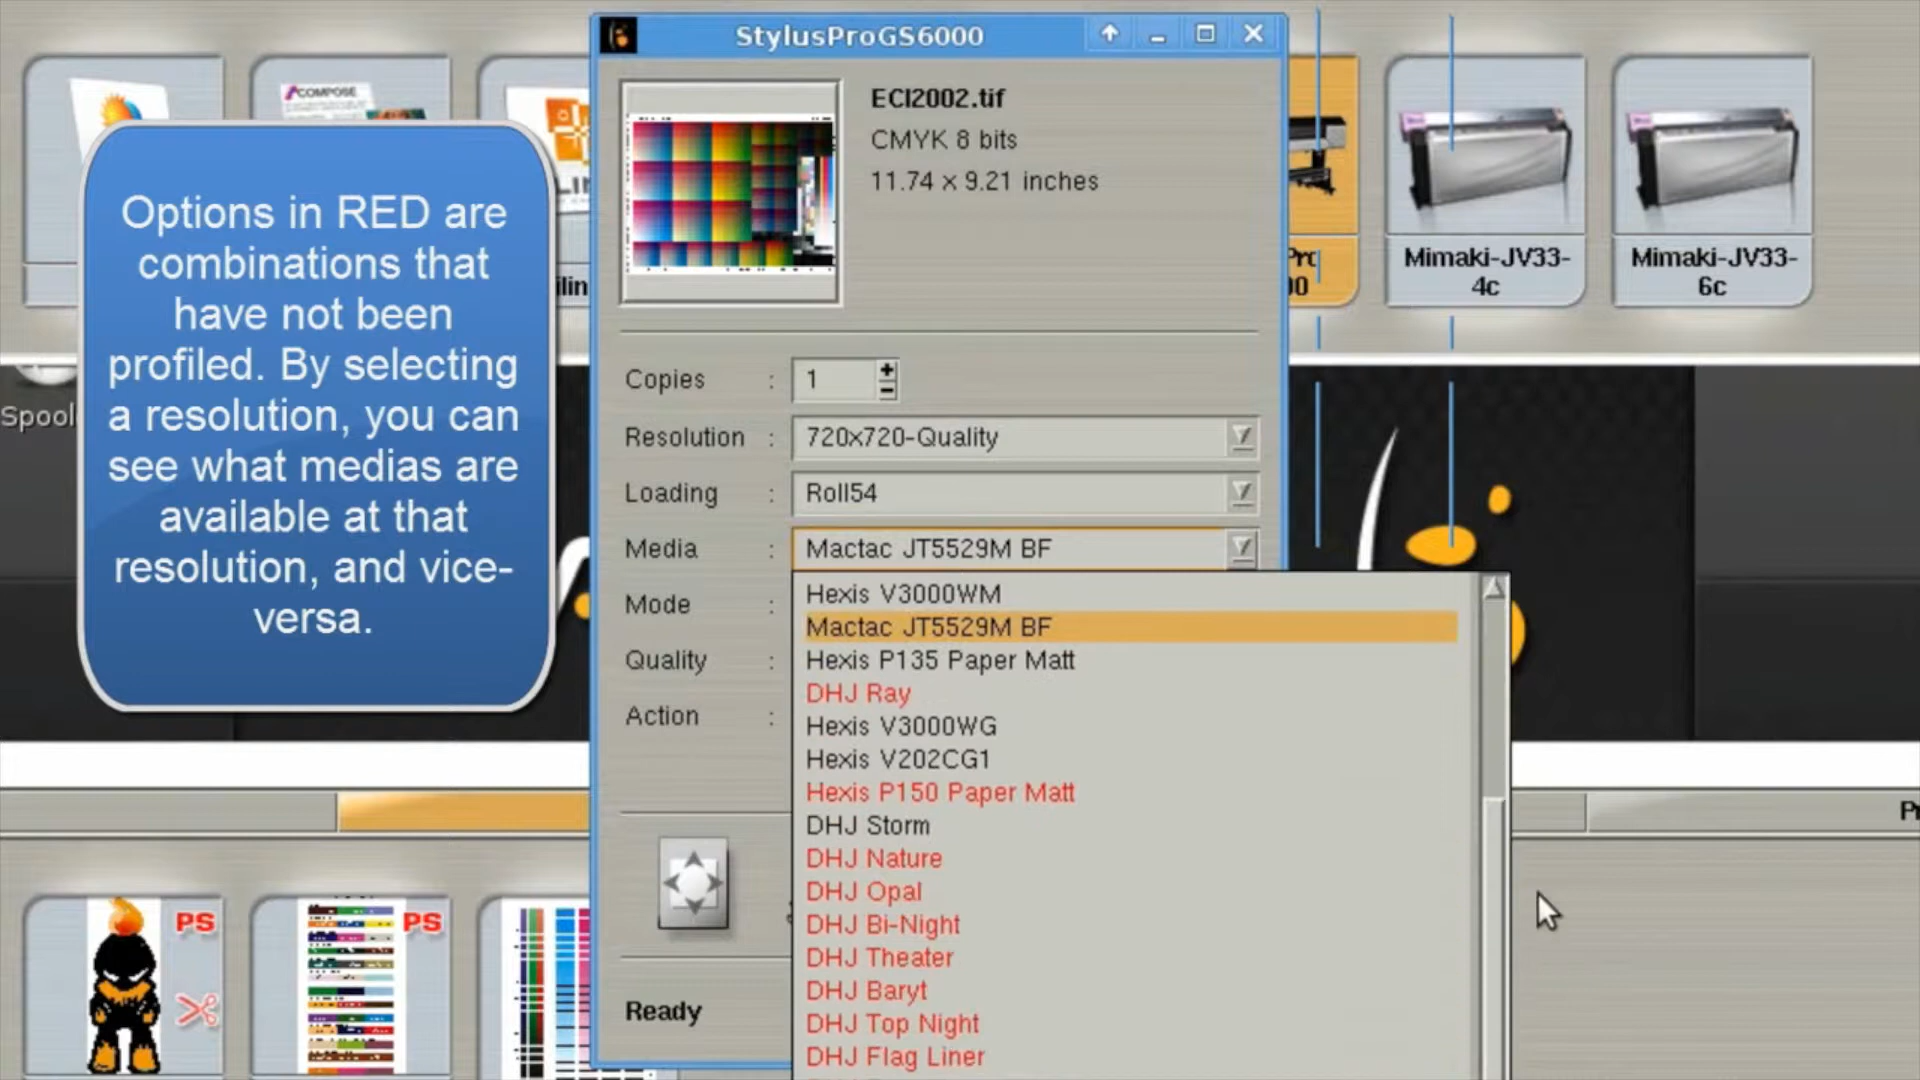 StylusProGS6000
ECI2002.tif
CMYK 8 bits
11.74 × 9.21 inches
COMPOSE
Options in RED are
combinations that
have not been
profiled. By selecting
a resolution, you can
see what medias are
available at that
resolution, and vice-
versa.
Mimaki-JV33-
4c
Mimaki-JV33-
6c
Copies : 1
Resolution : 720x720-Quality
Loading : Roll54
Media : Mactac JT5529M BF
Mode :
Quality :
Action :
Hexis V3000WM
Mactac JT5529M BF
Hexis P135 Paper Matt
DHJ Ray
Hexis V3000WG
Hexis V202CG1
Hexis P150 Paper Matt
DHJ Storm
DHJ Nature
DHJ Opal
DHJ Bi-Night
DHJ Theater
DHJ Baryt
DHJ Top Night
DHJ Flag Liner
Ready
PS
PS